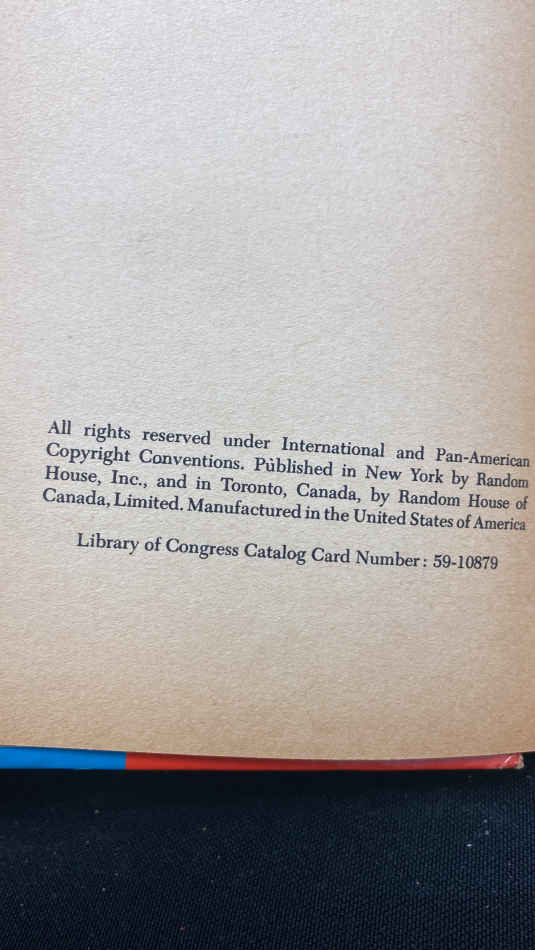 All rights reserved under International and Pan-American
Copyright Conventions. Published in New York by Random
House, Inc., and in Toronto, Canada, by Random House of
Canada, Limited. Manufactured in the United States of America
Library of Congress Catalog Card Number: 59-10879